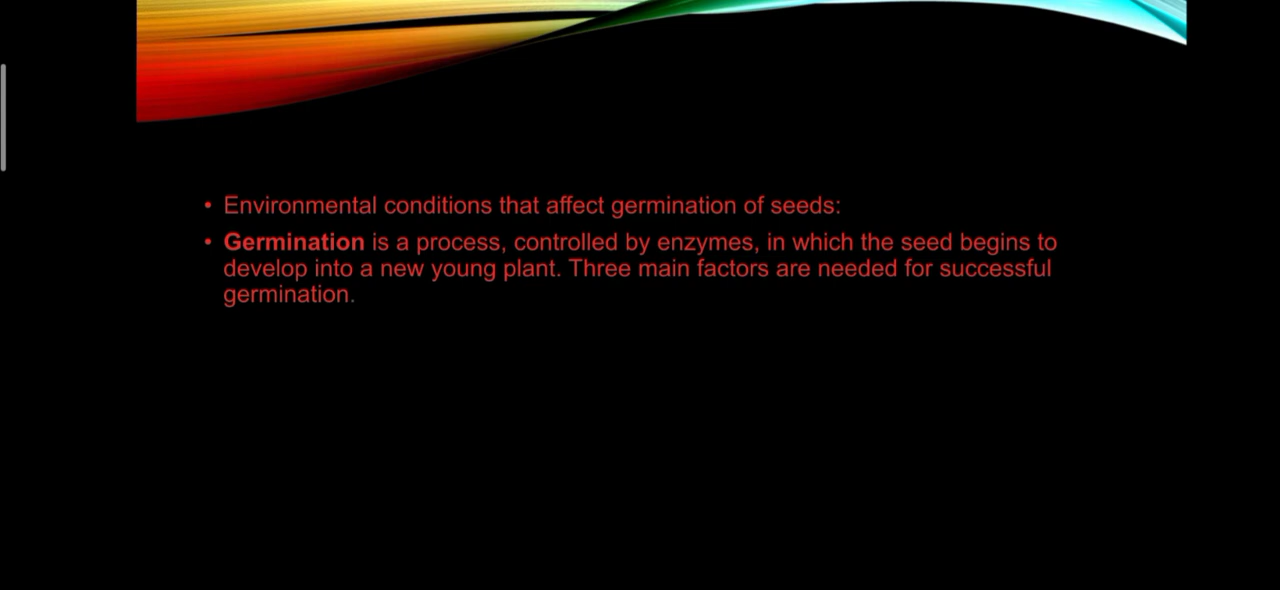 • Environmental conditions that affect germination of seeds:
• Germination is a process, controlled by enzymes, in which the seed begins to
develop into a new young plant. Three main factors are needed for successful
germination.